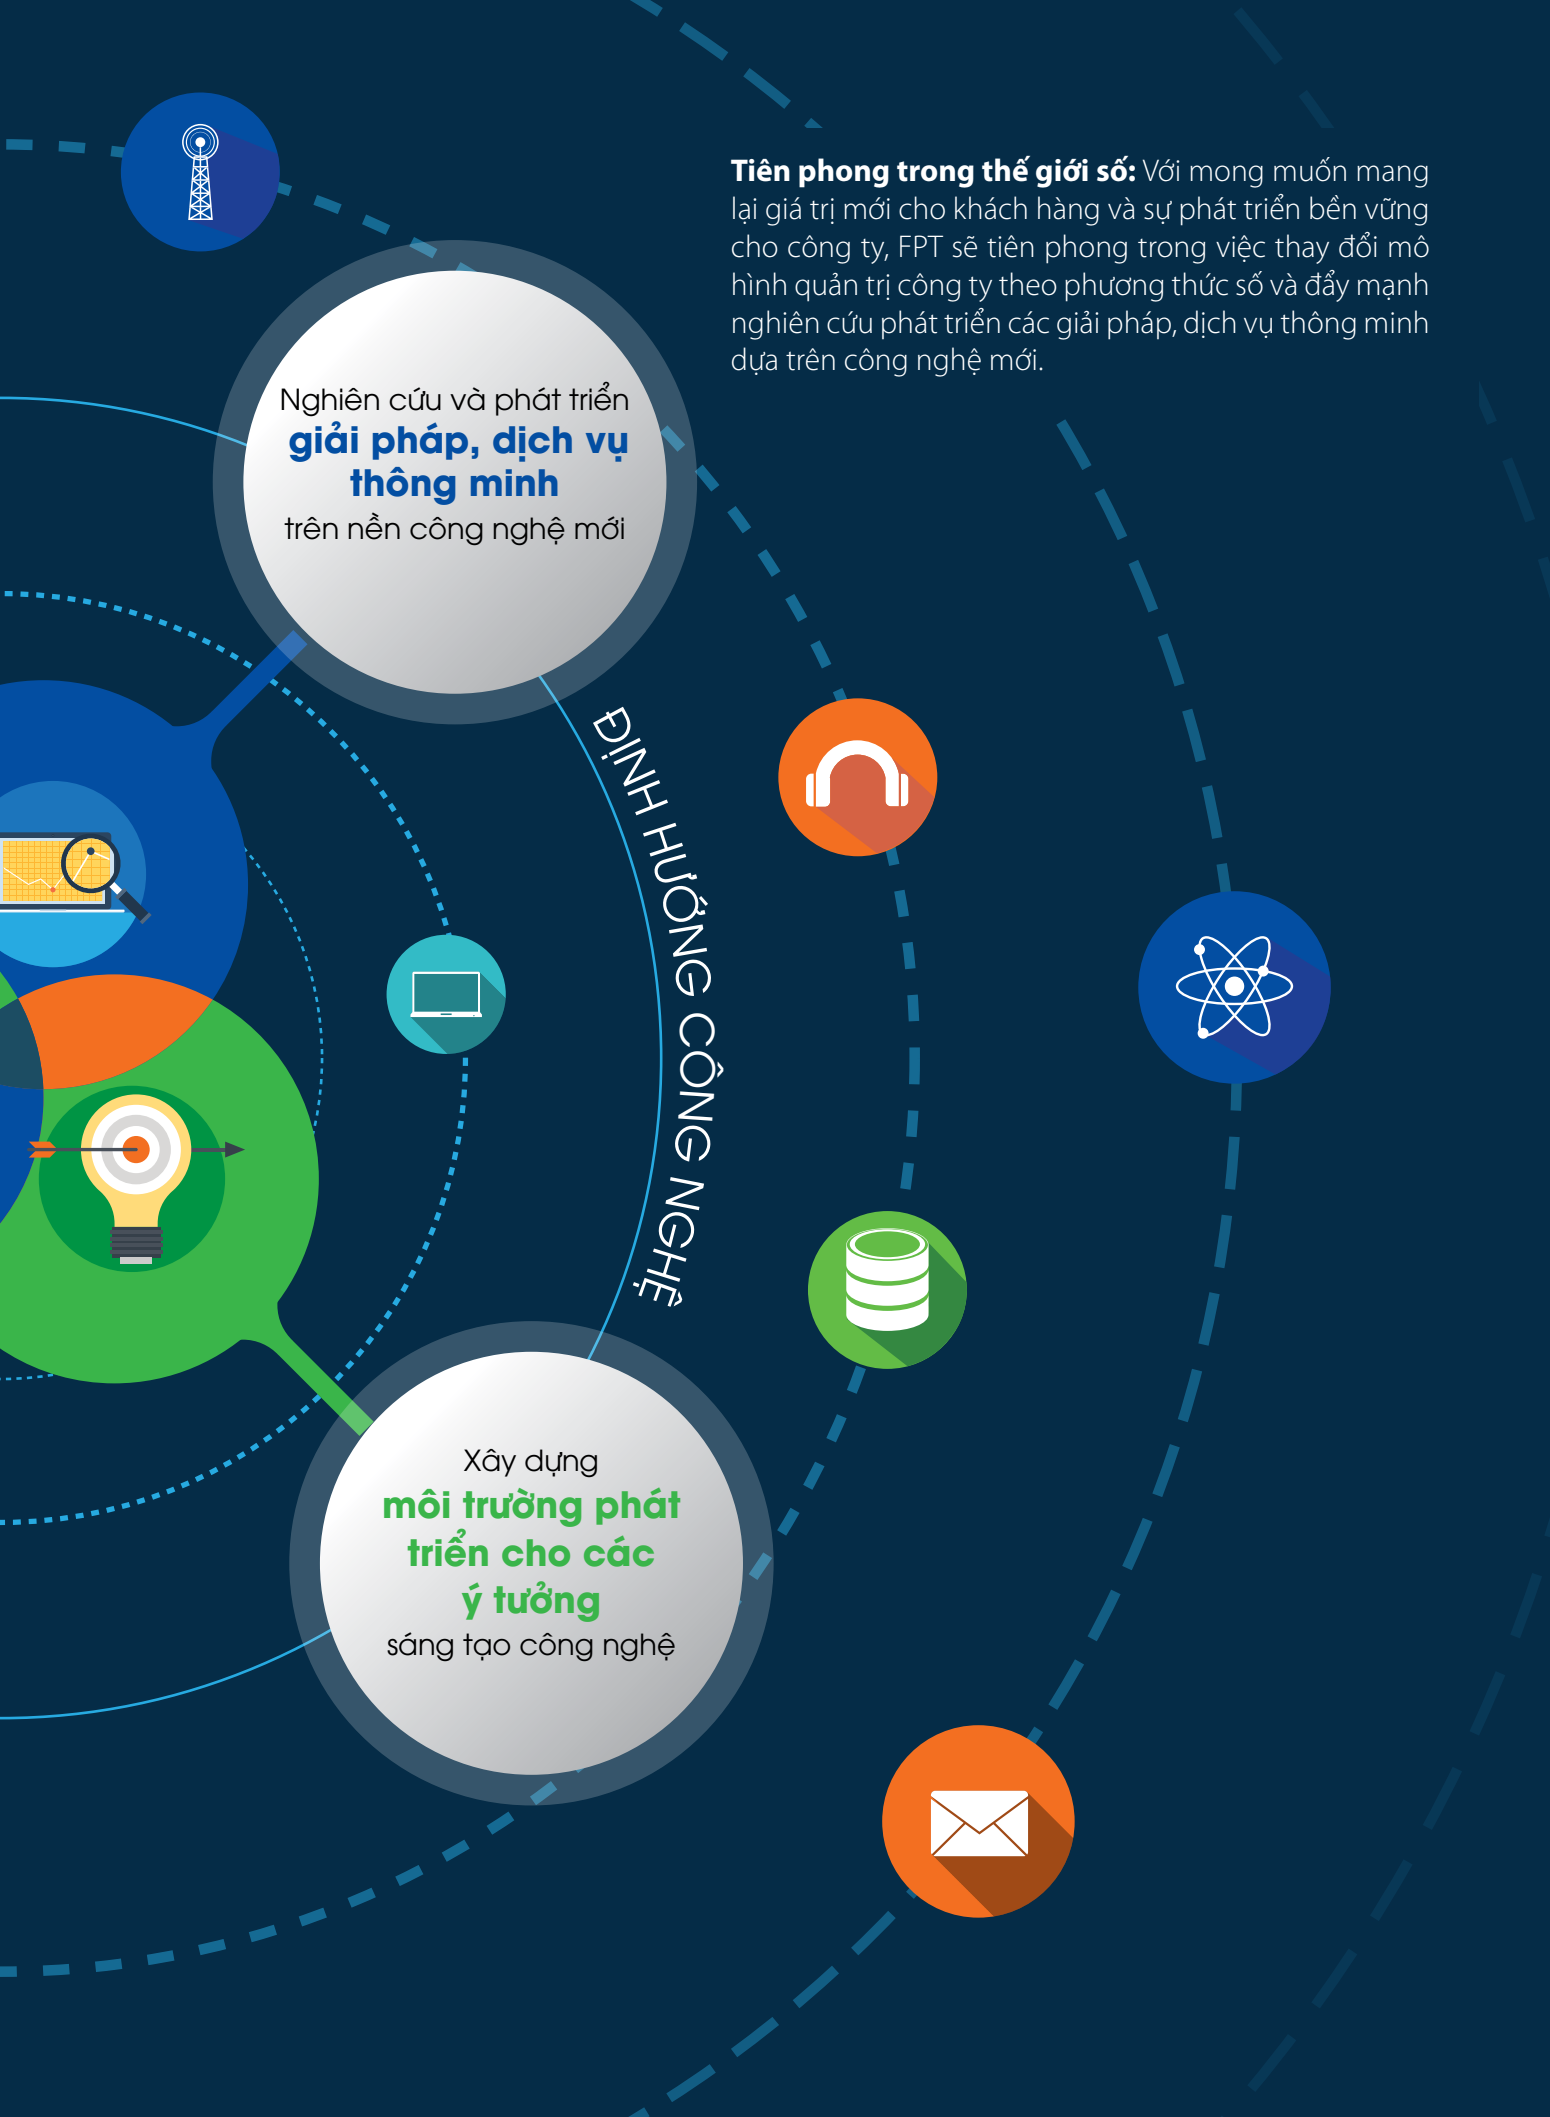 Tiên phong trong thế giới số: Với mong muốn mang
lại giá trị mới cho khách hàng và sự phát triển bền vững
cho công ty, FPT sẽ tiên phong trong việc thay đổi mô
hình quản trị công ty theo phương thức số và đẩy mạnh
nghiên cứu phát triển các giải pháp, dịch vụ thông minh
dựa trên công nghệ mới.
Nghiên cứu và phát triển
giải pháp, dịch vụ
thông minh
trên nền công nghệ mới
ĐỊNH HƯỚNG CÔNG NGHỆ
Xây dựng
môi trường phát
triển cho các
ý tưởng
sáng tạo công nghệ